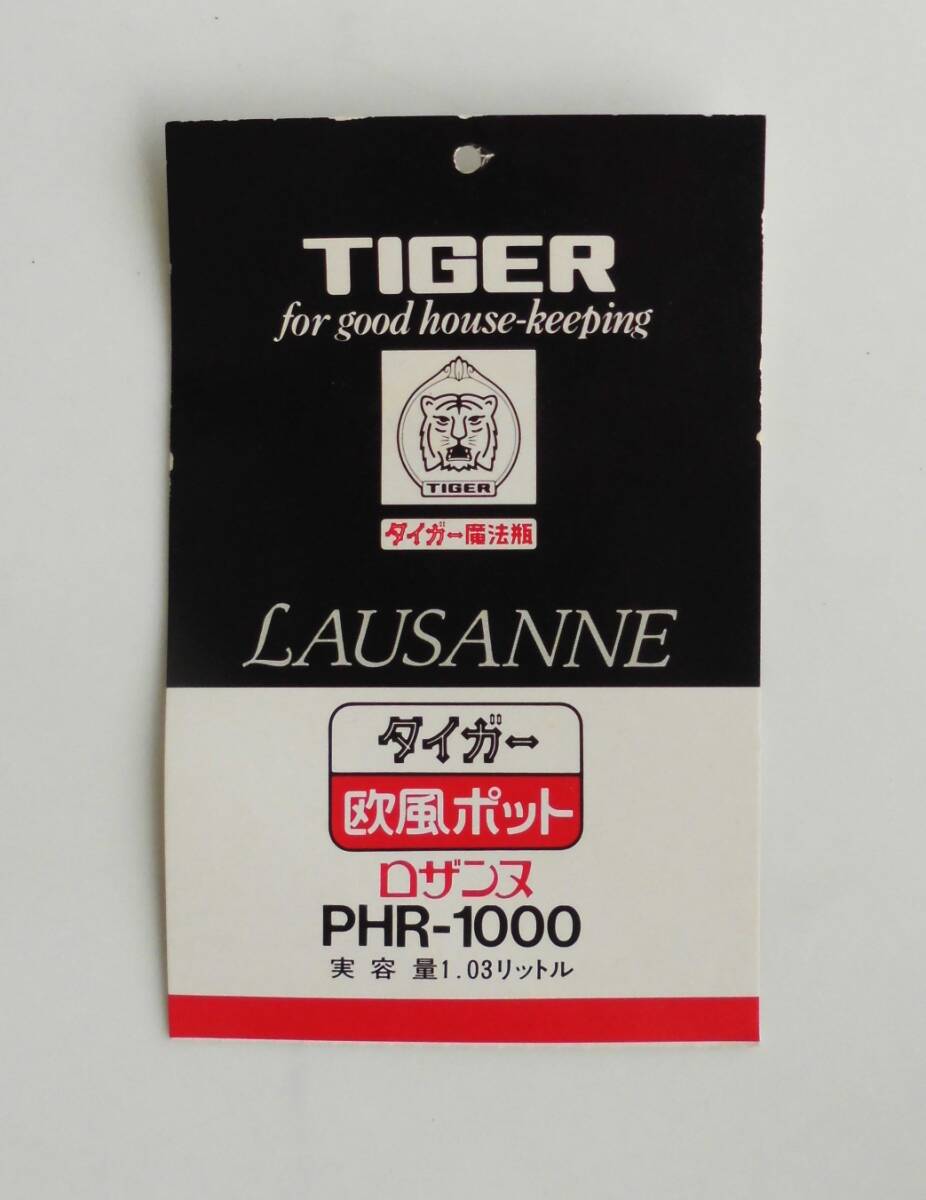 TIGER
for good house-keeping
TIGER
タイガー魔法瓶
LAUSANNE
タイガー
欧風ポット
ロザンヌ
PHR-1000
実容量1.03リットル